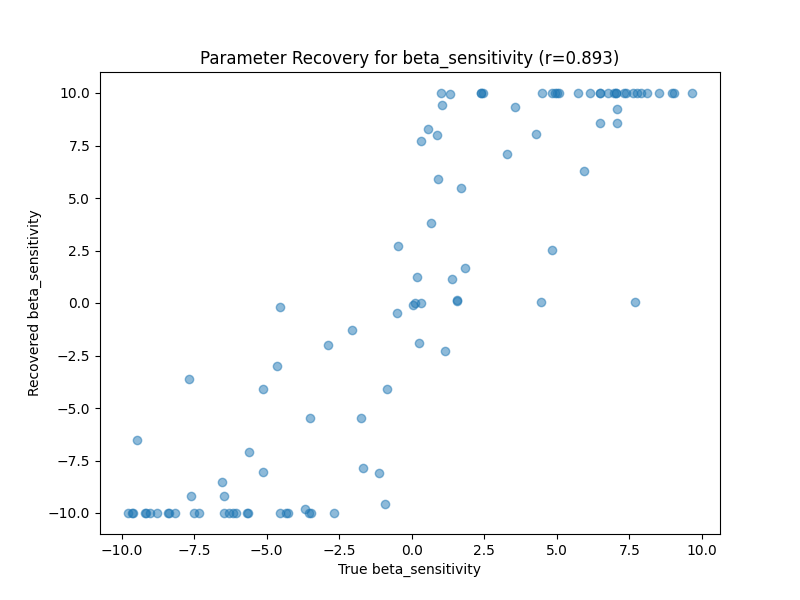 Parameter Recovery for beta_sensitivity (r=0.893)
Recovered beta_sensitivity
10.0
7.5
5.0
2.5
0.0
−2.5
−5.0
−7.5
−10.0
−10.0 −7.5 −5.0 −2.5 0.0 2.5 5.0 7.5 10.0
True beta_sensitivity